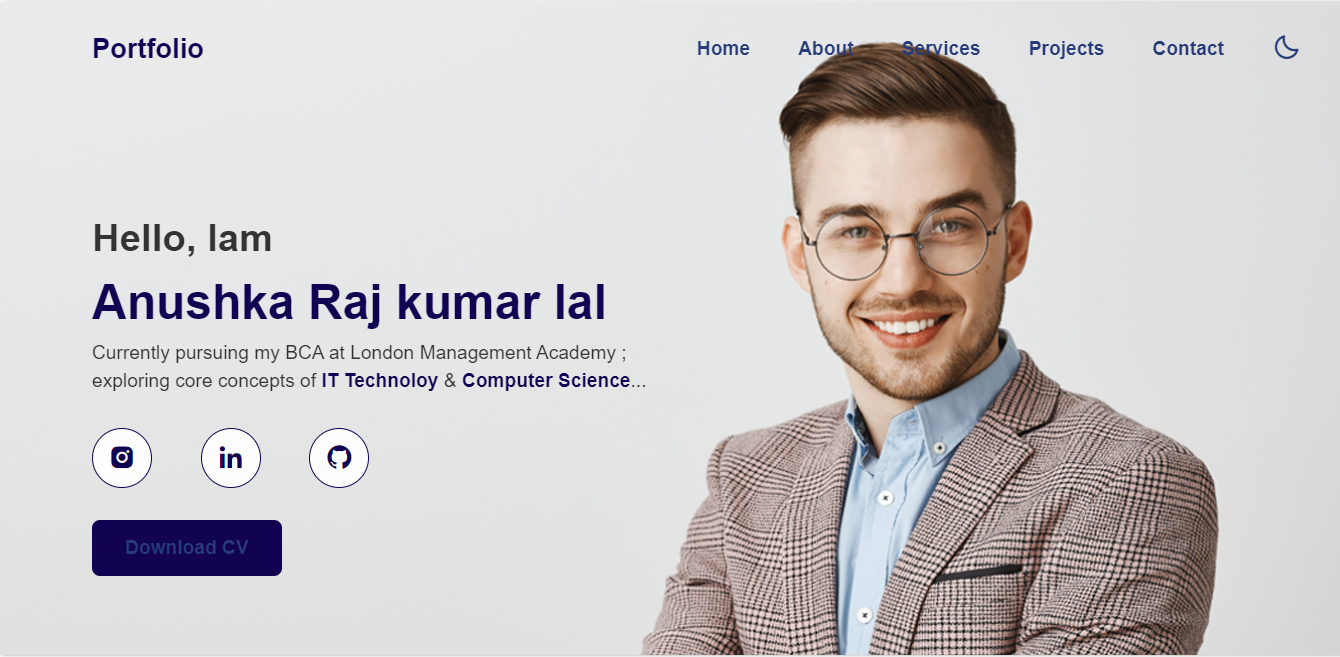 Portfolio
Home About Services Projects Contact
Hello, Iam
Anushka Raj kumar lal
Currently pursuing my BCA at London Management Academy ;
exploring core concepts of IT Technoloy & Computer Science...
in
Download CV